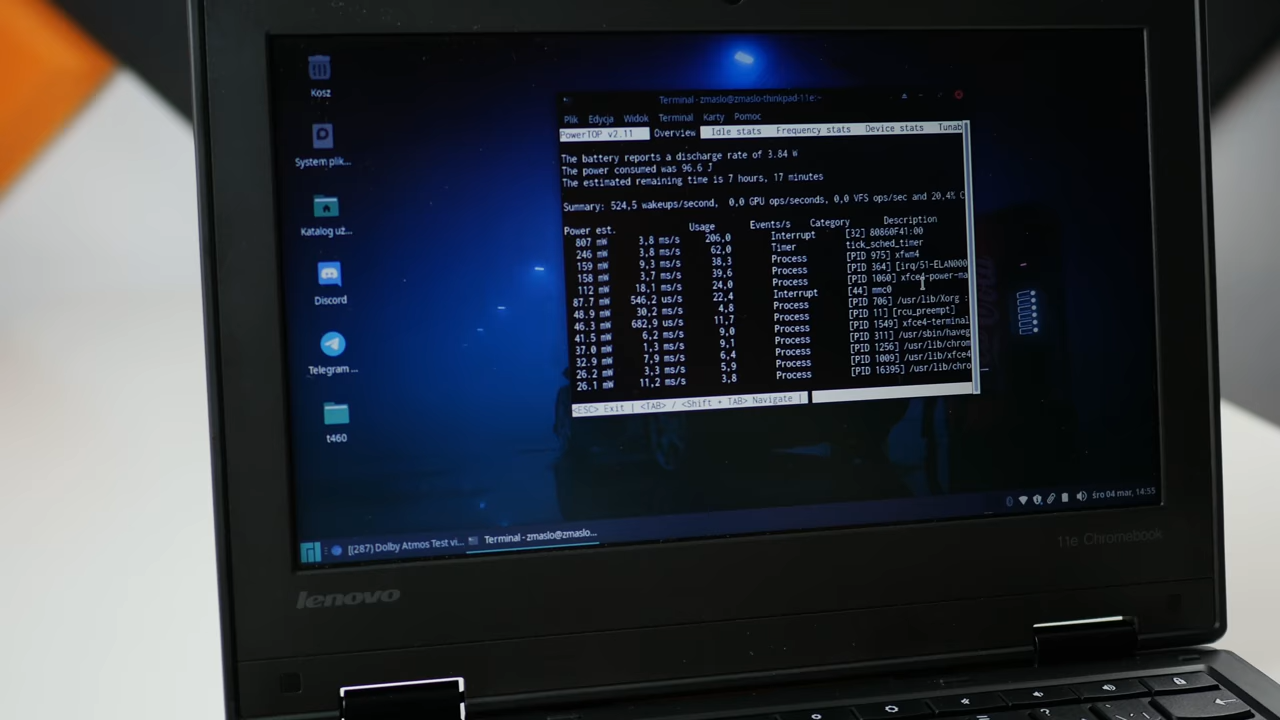 Kosz
System plik...
Katalog uż...
Discord
Telegram ...
t460
Terminal - zmaslo@zmaslo-thinkpad-11e:~
Plik Edycja Widok Terminal Karty Pomoc
PowerTOP v2.11 Overview Idle stats Frequency stats Device stats Tunab
The battery reports a discharge rate of 3.84 W
The power consumed was 96.6 J
The estimated remaining time is 7 hours, 17 minutes
Summary: 524,5 wakeups/second, 0,0 GPU ops/seconds, 0,0 VFS ops/sec and 20,4% C
Power est. Usage Events/s Category Description
807 mW 3,8 ms/s 206,0 Interrupt [32] 80860F41:00
246 mW 3,8 ms/s 62,0 Timer tick_sched_timer
159 mW 9,3 ms/s 38,3 Process [PID 975] xfwm4
158 mW 3,7 ms/s 39,6 Process [PID 364] [irq/51-ELAN000
112 mW 18,1 ms/s 24,0 Process [PID 1060] xfce4-power-ma
87.7 mW 546,2 us/s 22,4 Interrupt [44] mmc0
48.9 mW 30,2 ms/s 4,8 Process [PID 706] /usr/lib/Xorg :
46.3 mW 682,9 us/s 11,7 Process [PID 11] [rcu_preempt]
41.5 mW 6,2 ms/s 9,0 Process [PID 1549] xfce4-terminal
37.0 mW 1,3 ms/s 9,1 Process [PID 311] /usr/sbin/haveg
32.9 mW 7,9 ms/s 6,4 Process [PID 1256] /usr/lib/chrom
26.2 mW 3,3 ms/s 5,9 Process [PID 1009] /usr/lib/xfce4
26.1 mW 11,2 ms/s 3,8 Process [PID 16395] /usr/lib/chro
<ESC> Exit | <TAB> / <Shift + TAB> Navigate |
[(287) Dolby Atmos Test vi... Terminal - zmaslo@zmaslo... śro 04 mar, 14:55
11e Chromebook
lenovo